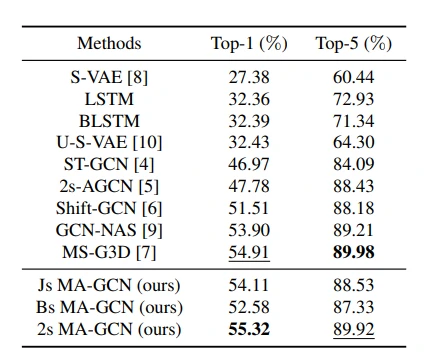 Methods Top-1 (%) Top-5 (%)
S-VAE [8] 27.38 60.44
LSTM 32.36 72.93
BLSTM 32.39 71.34
U-S-VAE [10] 32.43 64.30
ST-GCN [4] 46.97 84.09
2s-AGCN [5] 47.78 88.43
Shift-GCN [6] 51.51 88.18
GCN-NAS [9] 53.90 89.21
MS-G3D [7] 54.91 89.98
Js MA-GCN (ours) 54.11 88.53
Bs MA-GCN (ours) 52.58 87.33
2s MA-GCN (ours) 55.32 89.92